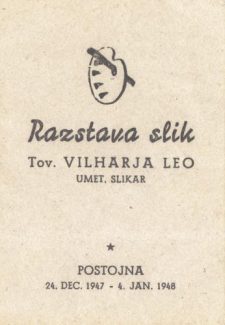 Razstava slik
Tov. VILHARJA LEO
UMET. SLIKAR
POSTOJNA
24. DEC. 1947 - 4. JAN. 1948